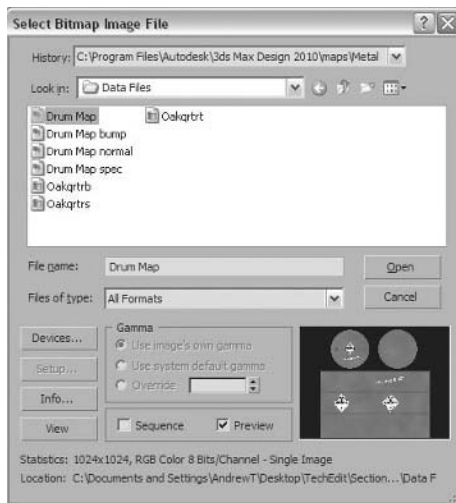 Select Bitmap Image File
History: C:\Program Files\Autodesk\3ds Max Design 2010\maps\Metal
Look in: Data Files
Drum Map
Oakqrtrt
Drum Map bump
Drum Map normal
Drum Map spec
Oakqrtrb
Oakqrtrs
File name: Drum Map
Open
Files of type: All Formats
Cancel
Devices...
Setup...
Info...
View
Gamma
Use image's own gamma
Use system default gamma
Override
Sequence
Preview
Statistics: 1024x1024, RGB Color 8 Bits/Channel - Single Image
Location: C:\Documents and Settings\AndrewT\Desktop\TechEdit\Section...\Data F